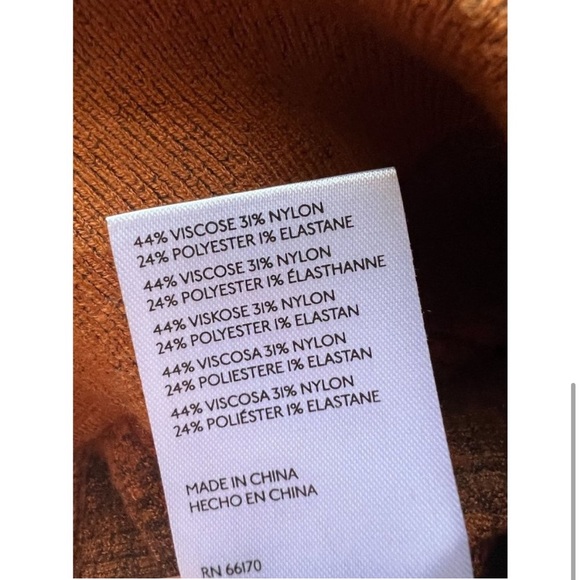 44% VISCOSE 31% NYLON
24% POLYESTER 1% ELASTANE
44% VISCOSE 31% NYLON
24% POLYESTER 1% ÉLASTHANNE
44% VISKOSE 31% NYLON
24% POLYESTER 1% ELASTAN
44% VISCOSA 31% NYLON
24% POLIESTERE 1% ELASTAN
44% VISCOSA 31% NYLON
24% POLIÉSTER 1% ELASTANE
MADE IN CHINA
HECHO EN CHINA
RN 66170